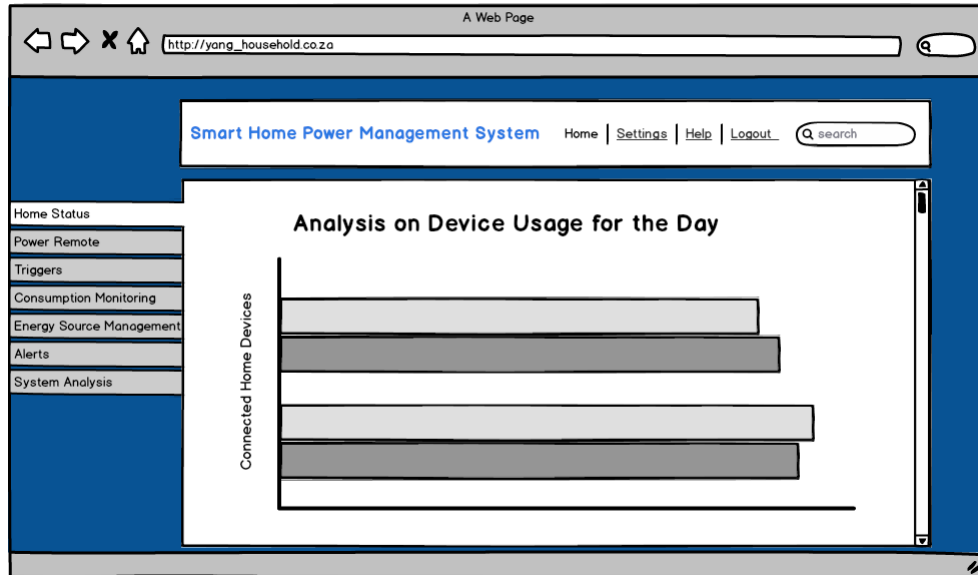 A Web Page
http://yang_household.co.za
Smart Home Power Management System
Home Settings Help Logout
search
Home Status
Power Remote
Triggers
Consumption Monitoring
Energy Source Management
Alerts
System Analysis
Analysis on Device Usage for the Day
Connected Home Devices